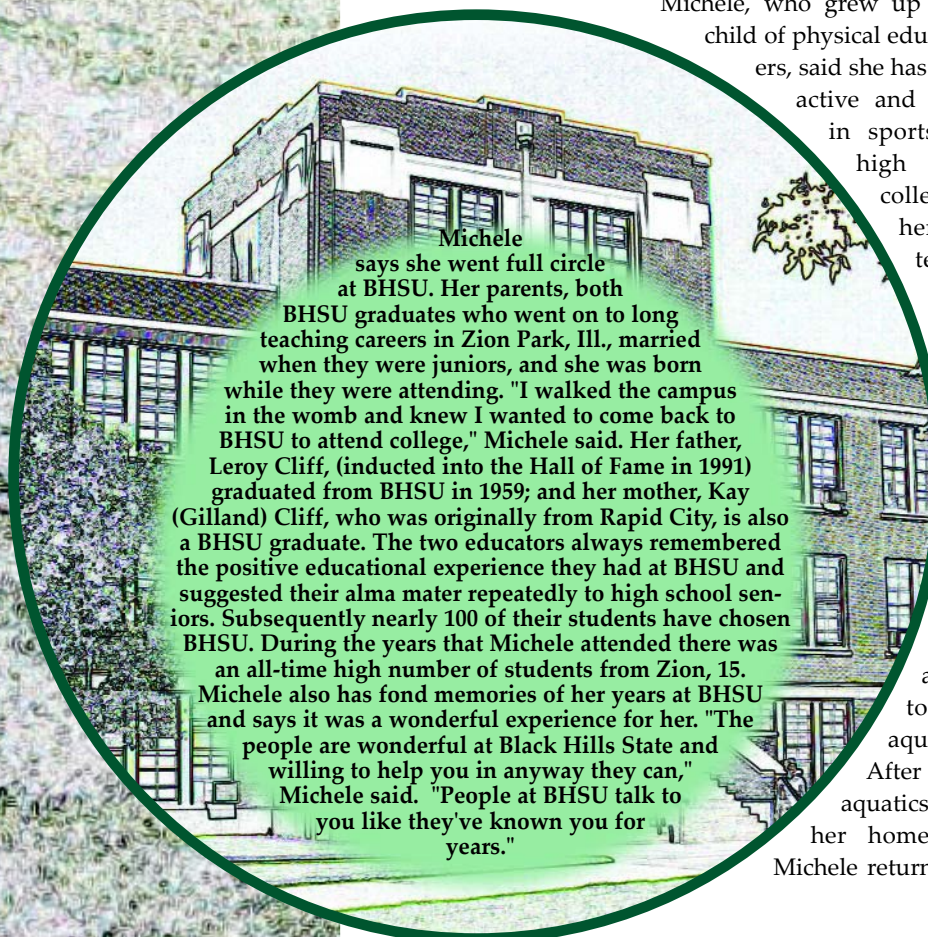 Michele, who grew up
child of physical edu
ers, said she has
active and
in sports
high
colle
her
te
Michele
says she went full circle
at BHSU. Her parents, both
BHSU graduates who went on to long
teaching careers in Zion Park, Ill., married
when they were juniors, and she was born
while they were attending. "I walked the campus
in the womb and knew I wanted to come back to
BHSU to attend college," Michele said. Her father,
Leroy Cliff, (inducted into the Hall of Fame in 1991)
graduated from BHSU in 1959; and her mother, Kay
(Gilland) Cliff, who was originally from Rapid City, is also
a BHSU graduate. The two educators always remembered
the positive educational experience they had at BHSU and
suggested their alma mater repeatedly to high school sen-
iors. Subsequently nearly 100 of their students have chosen
BHSU. During the years that Michele attended there was
an all-time high number of students from Zion, 15.
Michele also has fond memories of her years at BHSU
and says it was a wonderful experience for her. "The
people are wonderful at Black Hills State and
willing to help you in anyway they can,"
Michele said. "People at BHSU talk to
you like they've known you for
years."
a
to
aqu
After
aquatics
her home
Michele return